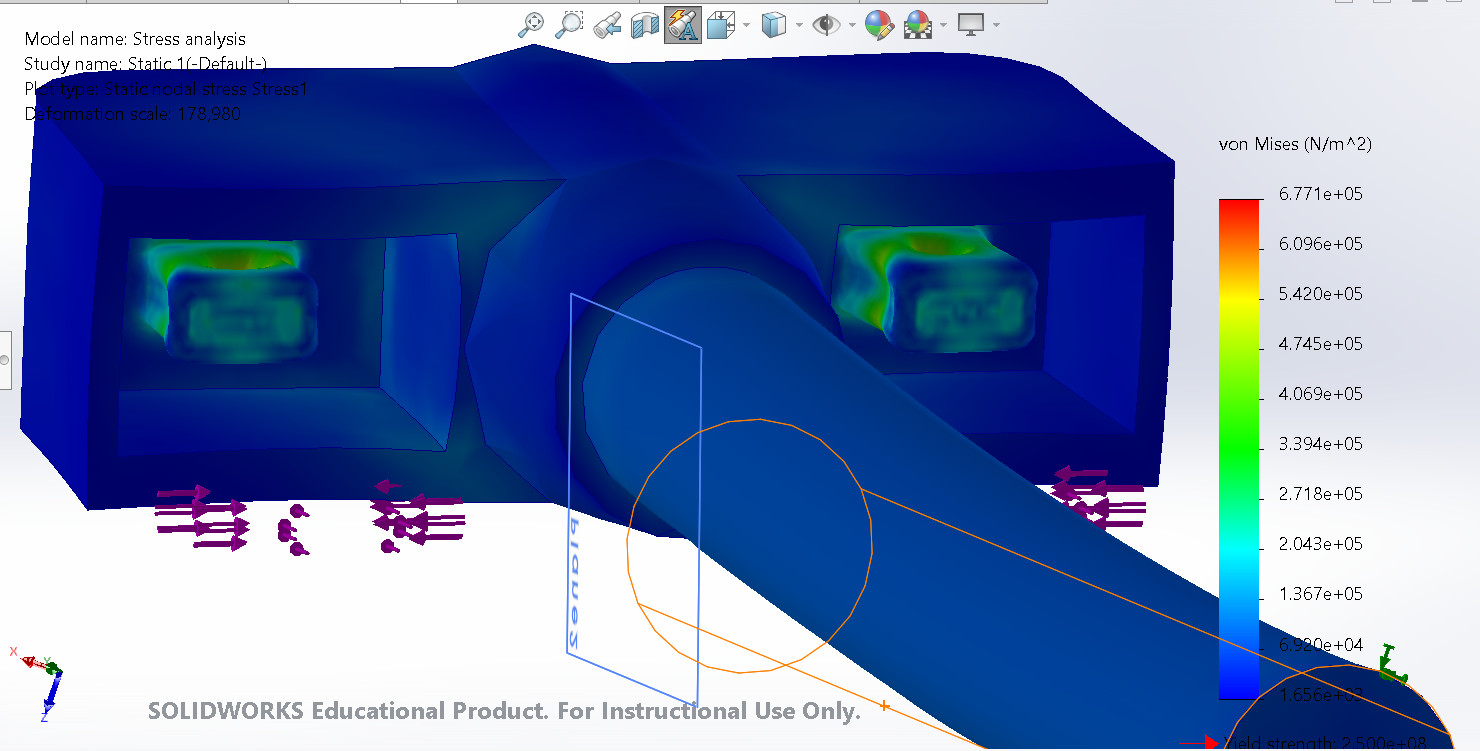 Model name: Stress analysis
Study name: Static 1(-Default-)
Plot type: Static nodal stress Stress1
Deformation scale: 178,980
von Mises (N/m^2)
6.771e+05
6.096e+05
5.420e+05
4.745e+05
4.069e+05
3.394e+05
2.718e+05
2.043e+05
1.367e+05
6.920e+04
1.656e+03
Yield strength: 2.500e+08
Plane2
X
Y
Z
SOLIDWORKS Educational Product. For Instructional Use Only.